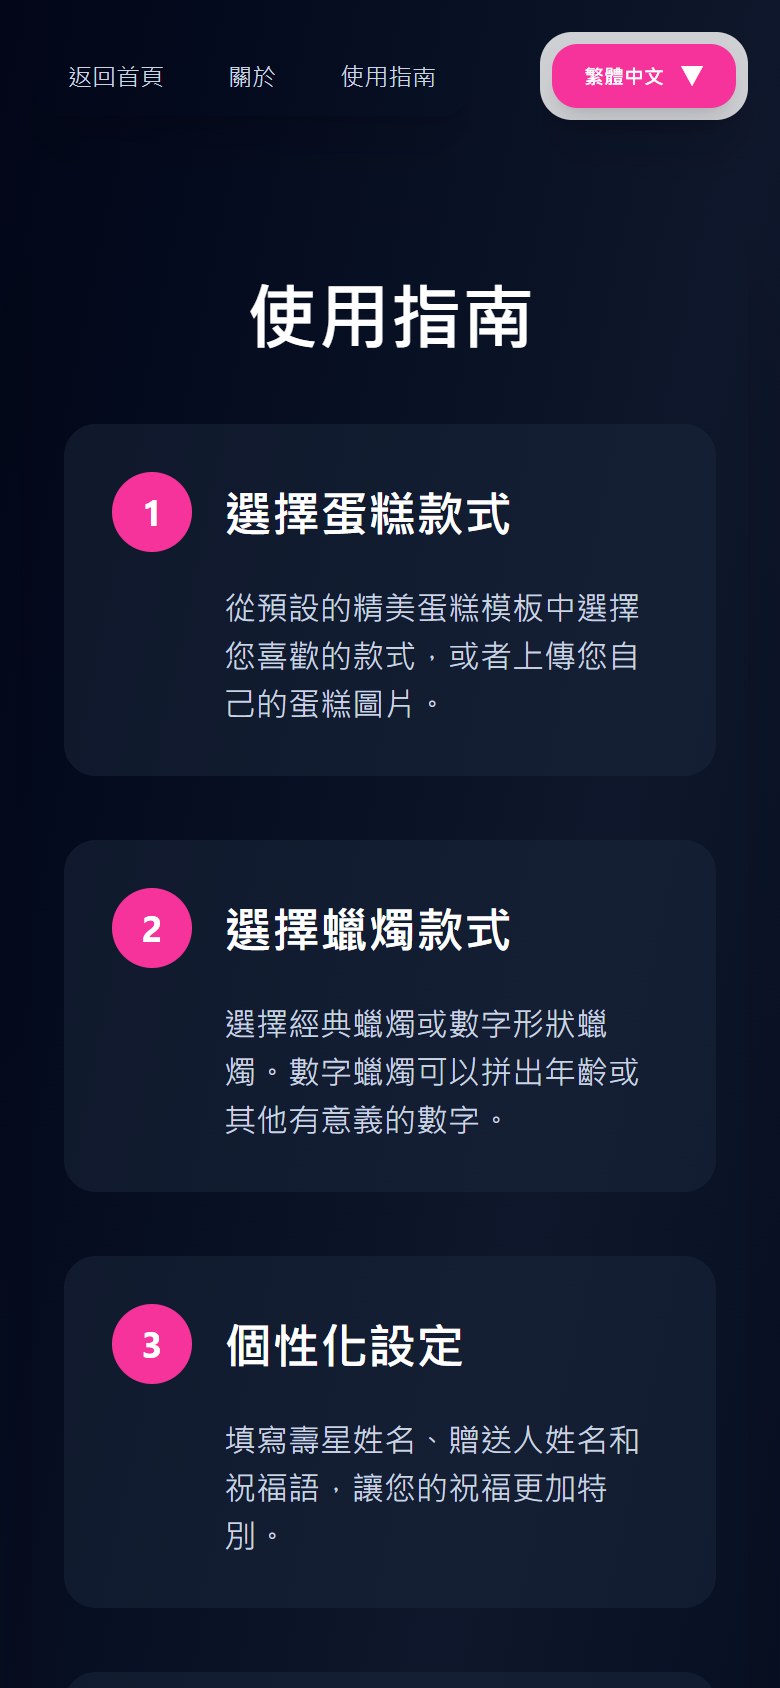 返回首頁
關於
使用指南
繁體中文 ▼
使用指南
1
選擇蛋糕款式
從預設的精美蛋糕模板中選擇
您喜歡的款式，或者上傳您自
己的蛋糕圖片。
2
選擇蠟燭款式
選擇經典蠟燭或數字形狀蠟
燭。數字蠟燭可以拼出年齡或
其他有意義的數字。
3
個性化設定
填寫壽星姓名、贈送人姓名和
祝福語，讓您的祝福更加特
別。